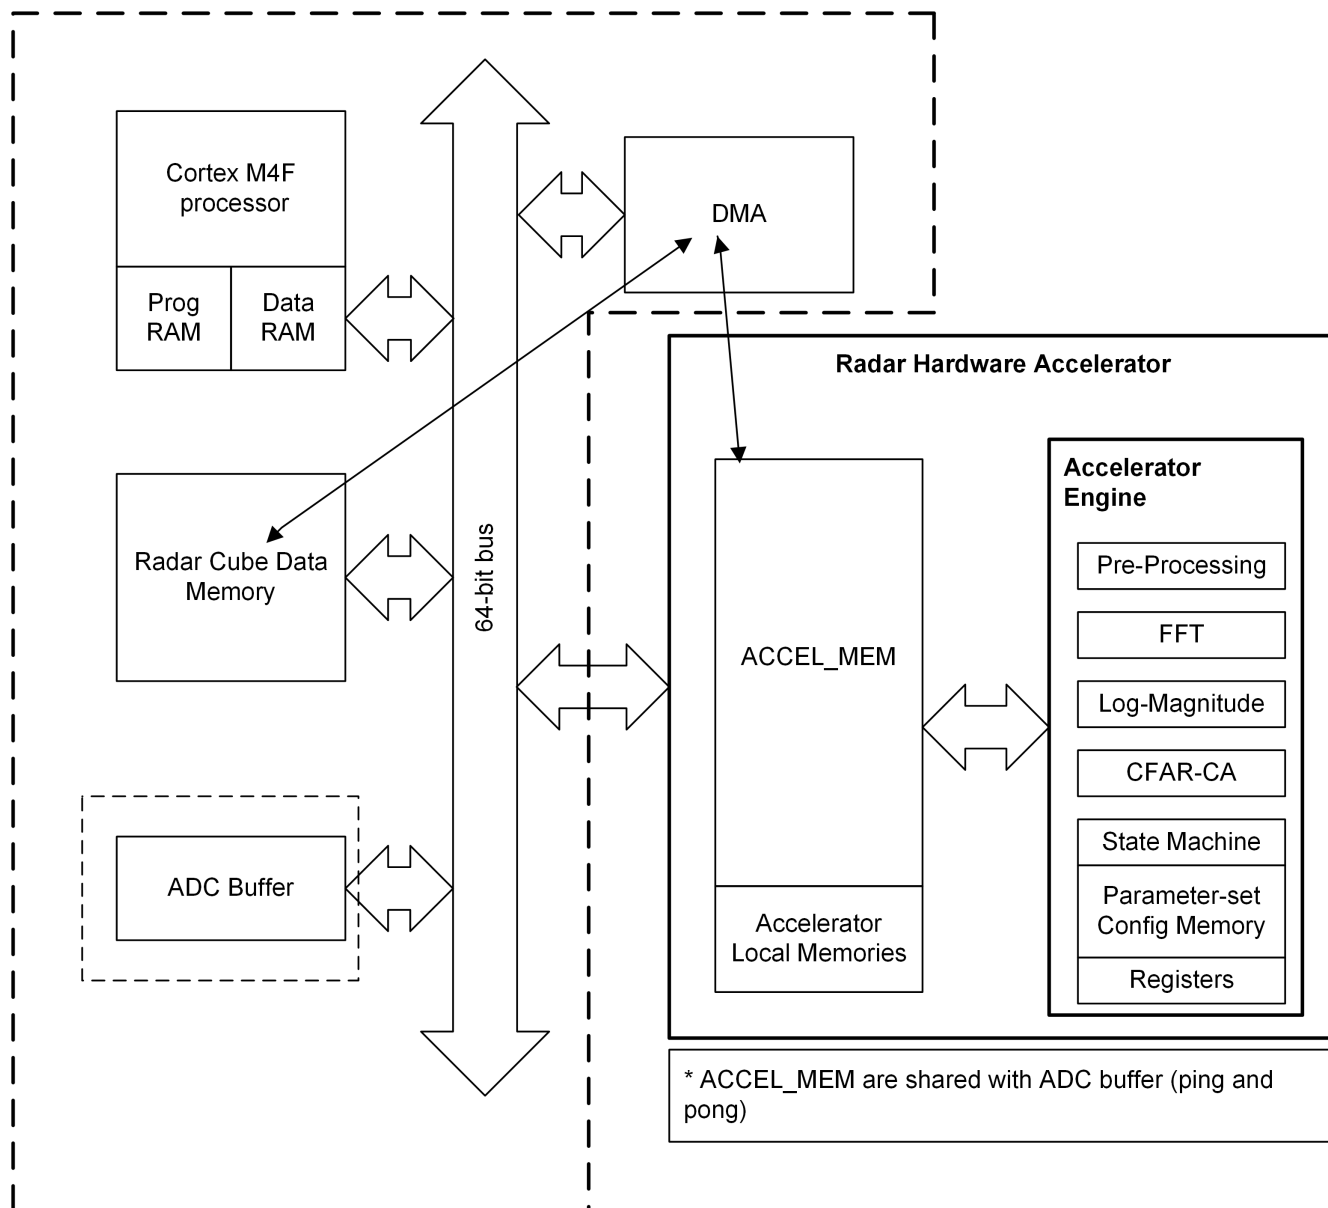 Cortex M4F
processor
Prog
RAM
Data
RAM
DMA
Radar Cube Data
Memory
64-bit bus
ADC Buffer
Radar Hardware Accelerator
ACCEL_MEM
Accelerator
Local Memories
Accelerator
Engine
Pre-Processing
FFT
Log-Magnitude
CFAR-CA
State Machine
Parameter-set
Config Memory
Registers
* ACCEL_MEM are shared with ADC buffer (ping and
pong)